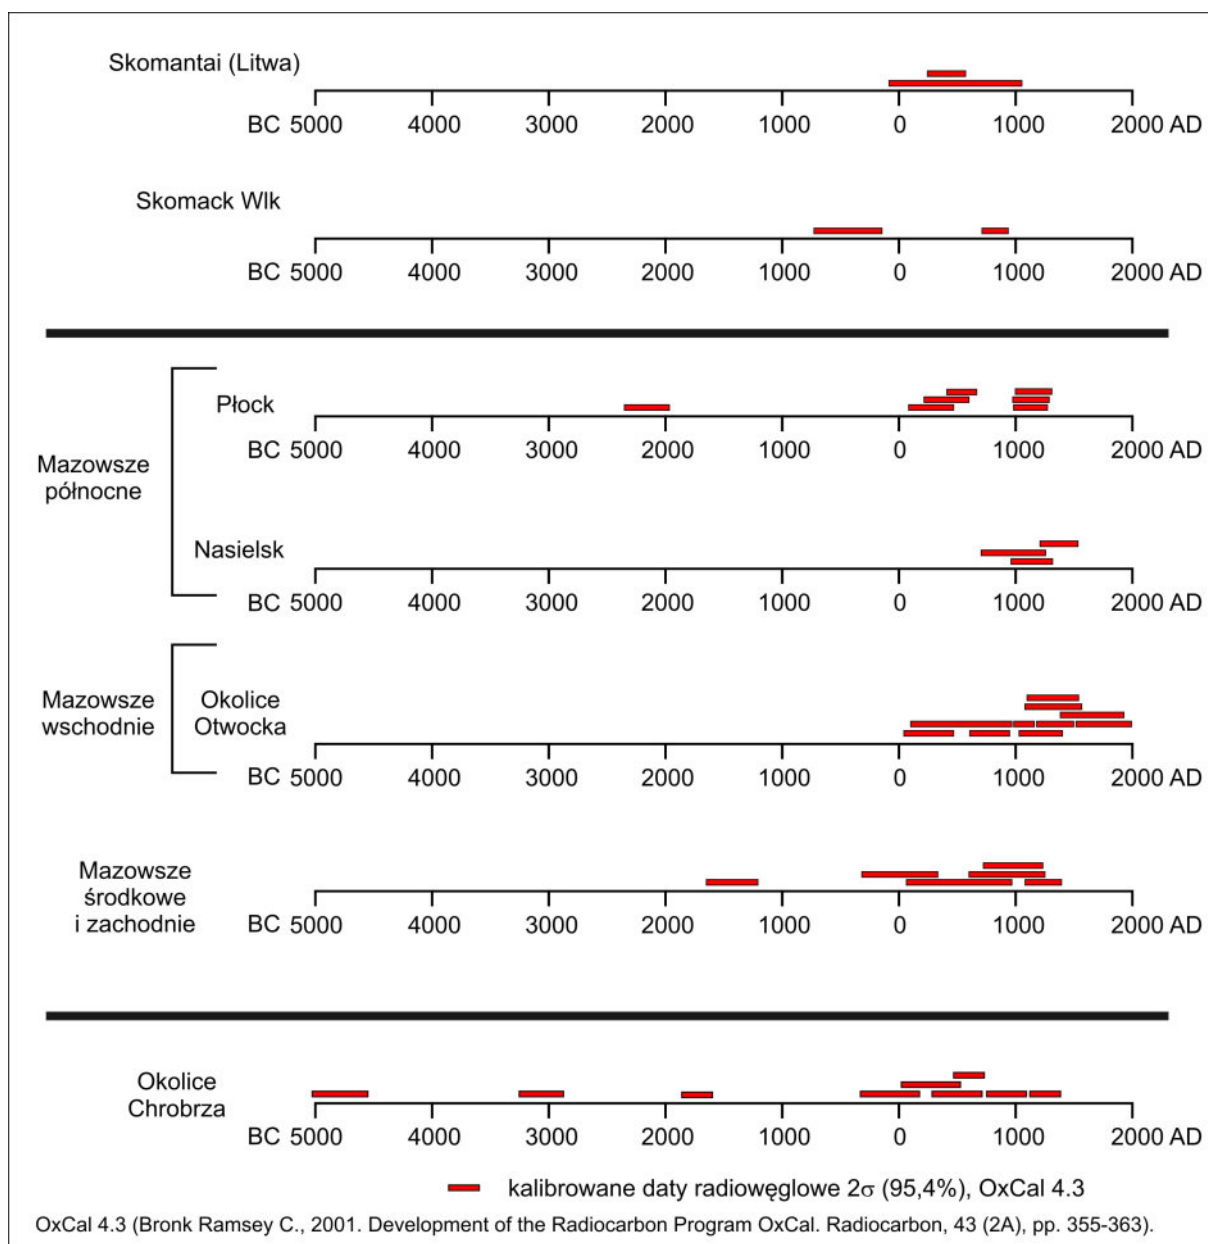 Skomantai (Litwa)
BC 5000 4000 3000 2000 1000 0 1000 2000 AD
Skomack Wlk
BC 5000 4000 3000 2000 1000 0 1000 2000 AD
Mazowsze
północne
Płock
BC 5000 4000 3000 2000 1000 0 1000 2000 AD
Nasielsk
BC 5000 4000 3000 2000 1000 0 1000 2000 AD
Mazowsze
wschodnie
Okolice
Otwocka
BC 5000 4000 3000 2000 1000 0 1000 2000 AD
Mazowsze
środkowe
i zachodnie
BC 5000 4000 3000 2000 1000 0 1000 2000 AD
Okolice
Chrobrza
BC 5000 4000 3000 2000 1000 0 1000 2000 AD
kalibrowane daty radiowęglowe 2σ (95,4%), OxCal 4.3
OxCal 4.3 (Bronk Ramsey C., 2001. Development of the Radiocarbon Program OxCal. Radiocarbon, 43 (2A), pp. 355-363).